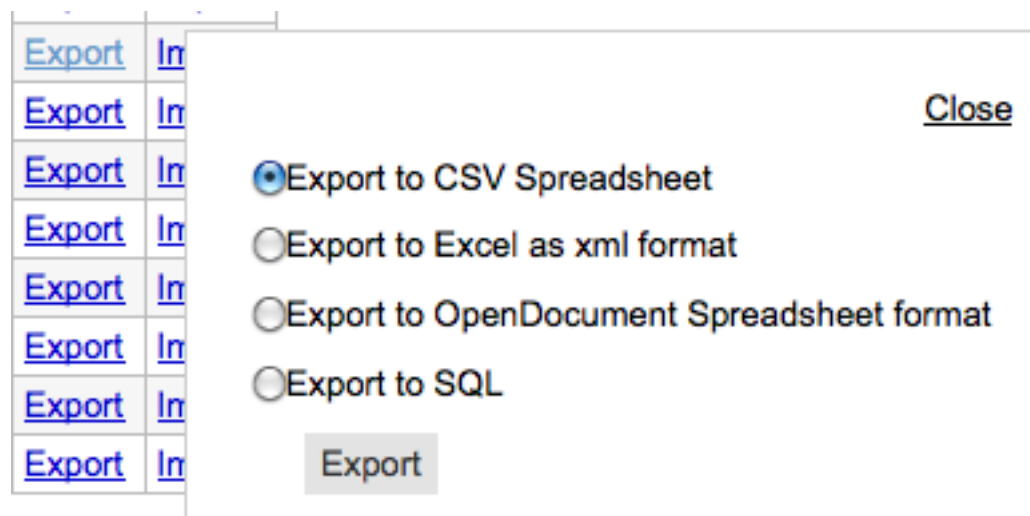 Export
Close
Export
Export
Export to CSV Spreadsheet
Export
Export to Excel as xml format
Export
Export to OpenDocument Spreadsheet format
Export
Export to SQL
Export
Export
Export